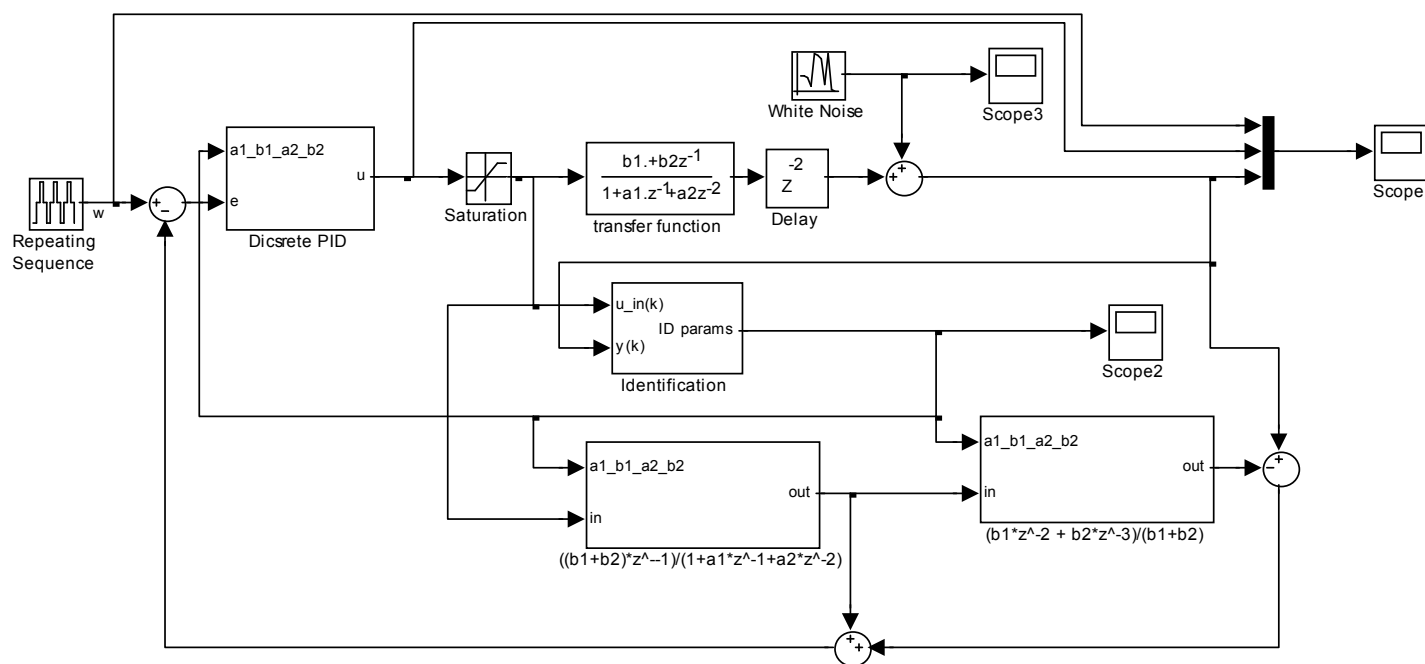 White Noise
Scope3
a1_b1_a2_b2
u
e
Dicsrete PID
w
Repeating
Sequence
+
−
Saturation
b1.+b2z-1
1+a1.z-1+a2z-2
transfer function
-2
Z
Delay
+
+
Scope
u_in(k)
ID params
y(k)
Identification
Scope2
a1_b1_a2_b2
out
in
((b1+b2)*z^--1)/(1+a1*z^-1+a2*z^-2)
a1_b1_a2_b2
out
in
(b1*z^-2 + b2*z^-3)/(b1+b2)
+
−
+
+